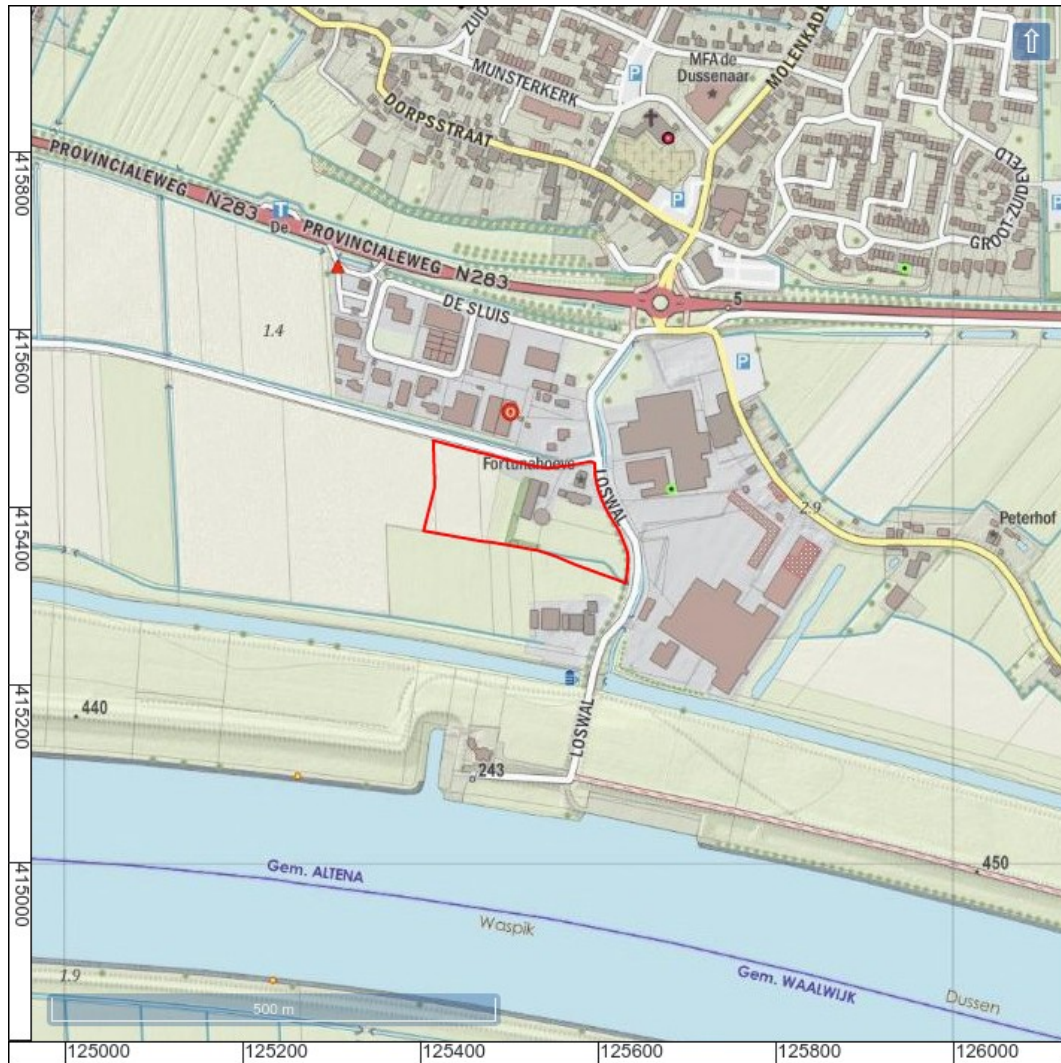 ZUID
MFA de
Dussenaar
MOLENKADE
MUNSTERKERK
P
DORPSSTRAAT
415800
PROVINCIALEWEG N283
P
P
GROOT-ZUIDEVELD
T
De
PROVINCIALEWEG N283
5
DE SLUIS
1.4
415600
P
Fortunahoeve
LOSWAL
2.9
Peterhof
415400
415200
440
LOSWAL
243
450
Gem. ALTENA
415000
Waspik
Gem. WAALWIJK
Dussen
1.9
500 m
125000
125200
125400
125600
125800
126000